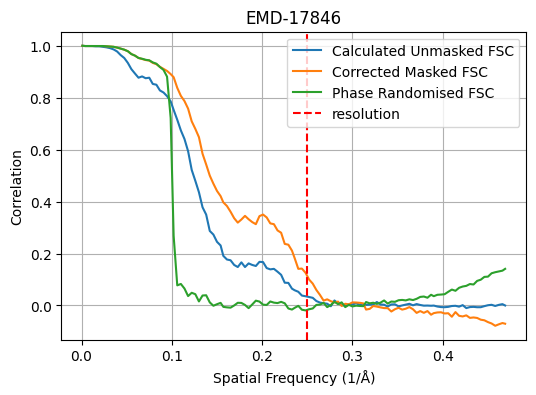 EMD-17846
Calculated Unmasked FSC
Corrected Masked FSC
Phase Randomised FSC
resolution
Correlation
1.0
0.8
0.6
0.4
0.2
0.0
0.0 0.1 0.2 0.3 0.4
Spatial Frequency (1/Å)